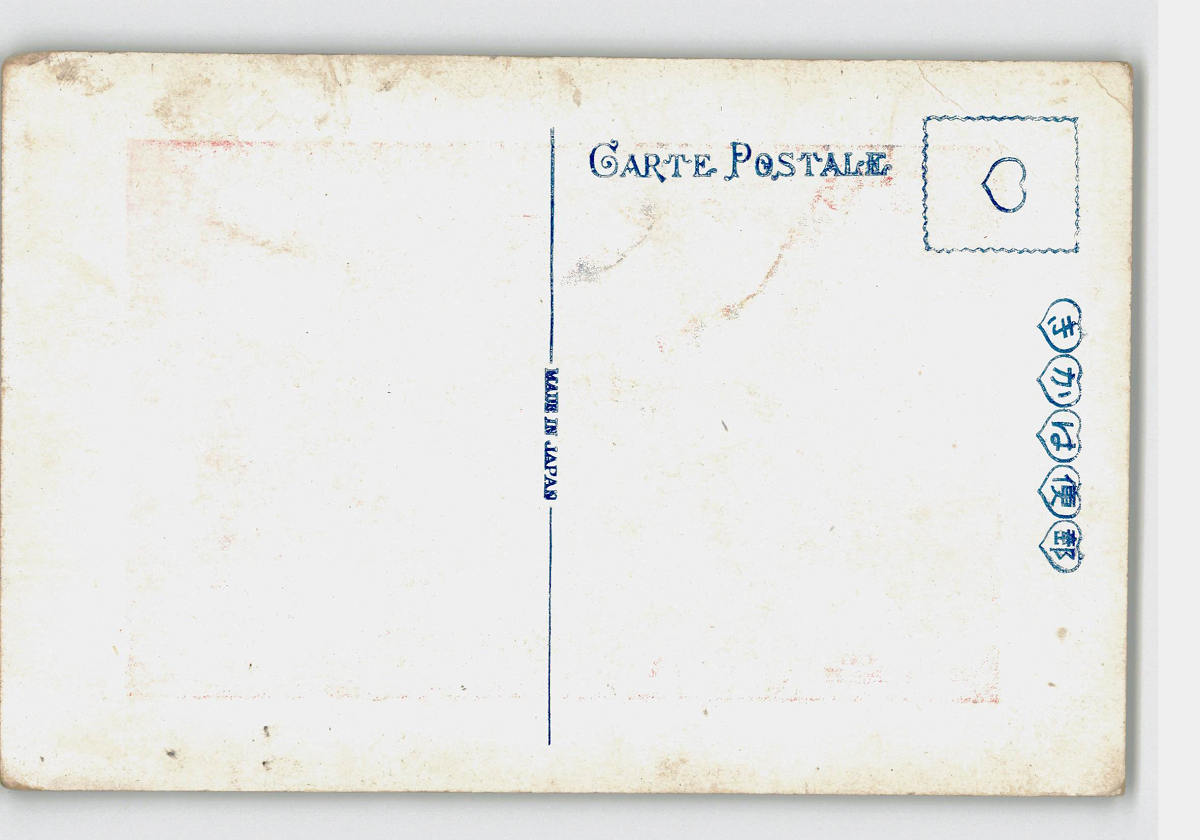 CARTE POSTALE
MADE IN JAPAN
きかは便郵